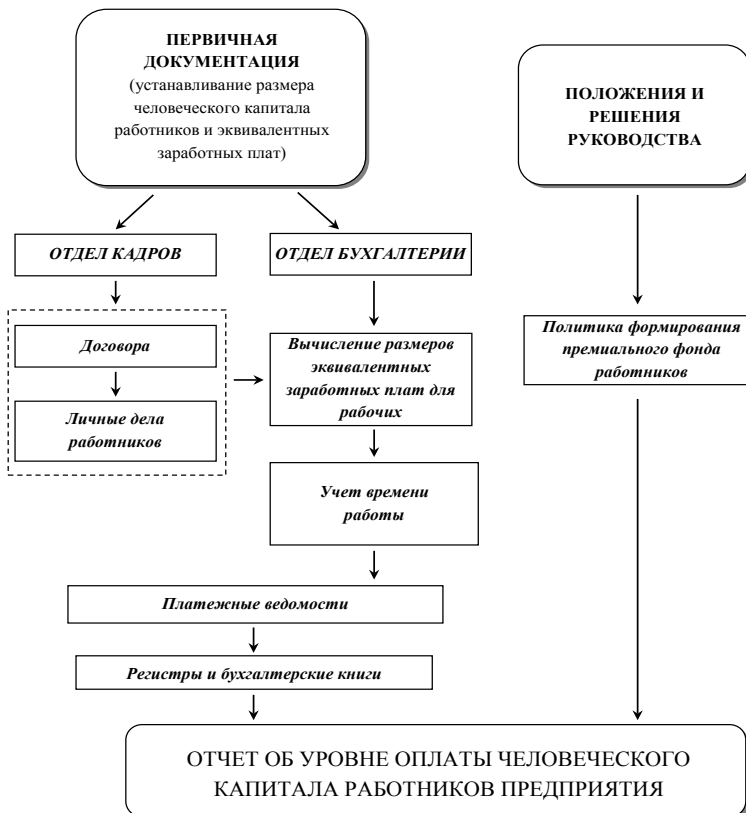 ПЕРВИЧНАЯ
ДОКУМЕНТАЦИЯ
(устанавливание размера
человеческого капитала
работников и эквивалентных
заработных плат)
ПОЛОЖЕНИЯ И
РЕШЕНИЯ
РУКОВОДСТВА
ОТДЕЛ КАДРОВ
ОТДЕЛ БУХГАЛТЕРИИ
Договора
Личные дела
работников
Вычисление размеров
эквивалентных
заработных плат для
рабочих
Политика формирования
премиального фонда
работников
Учет времени
работы
Платежные ведомости
Регистры и бухгалтерские книги
ОТЧЕТ ОБ УРОВНЕ ОПЛАТЫ ЧЕЛОВЕЧЕСКОГО
КАПИТАЛА РАБОТНИКОВ ПРЕДПРИЯТИЯ